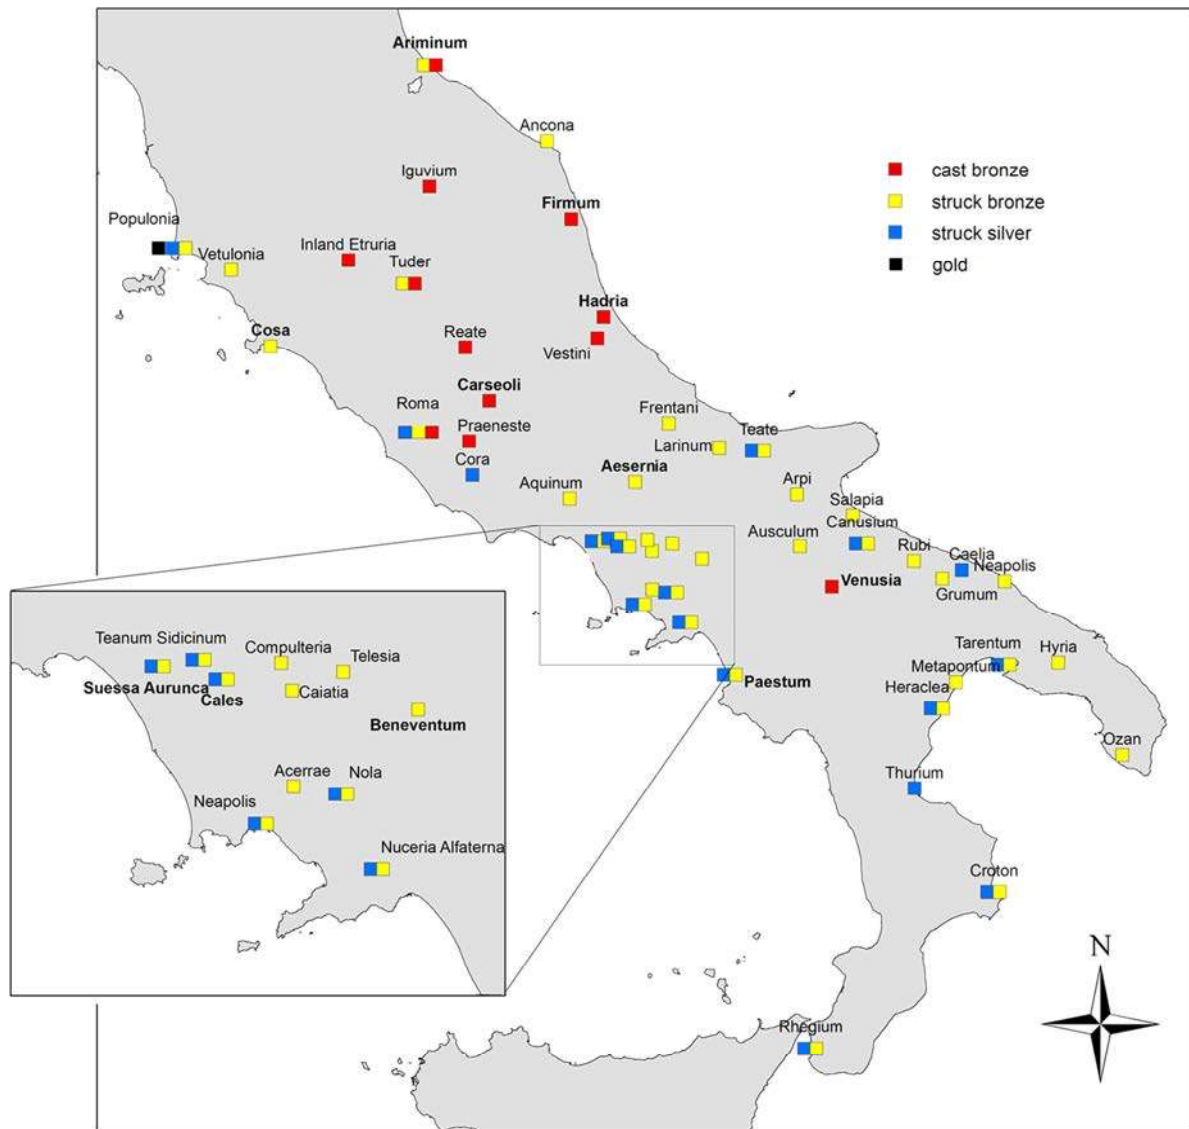 Ariminum
Ancona
Iguvium
cast bronze
Firmum
struck bronze
Populonia
struck silver
Inland Etruria
Vetulonia
Tuder
gold
Hadria
Cosa
Reate
Vestini
Carseoli
Roma
Frentani
Praeneste
Teate
Larinum
Cora
Aesernia
Aquinum
Arpi
Salapia
Canusium
Ausculum
Rubi
Caelia
Neapolis
Venusia
Grumum
Teanum Sidicinum
Compulteria
Telesia
Tarentum
Hyria
Metapontum
Suessa Aurunca
Cales
Caiatia
Paestum
Heraclea
Beneventum
Ozan
Acerrae
Nola
Thurium
Neapolis
Nuceria Alfaterna
Croton
N
Rhegium